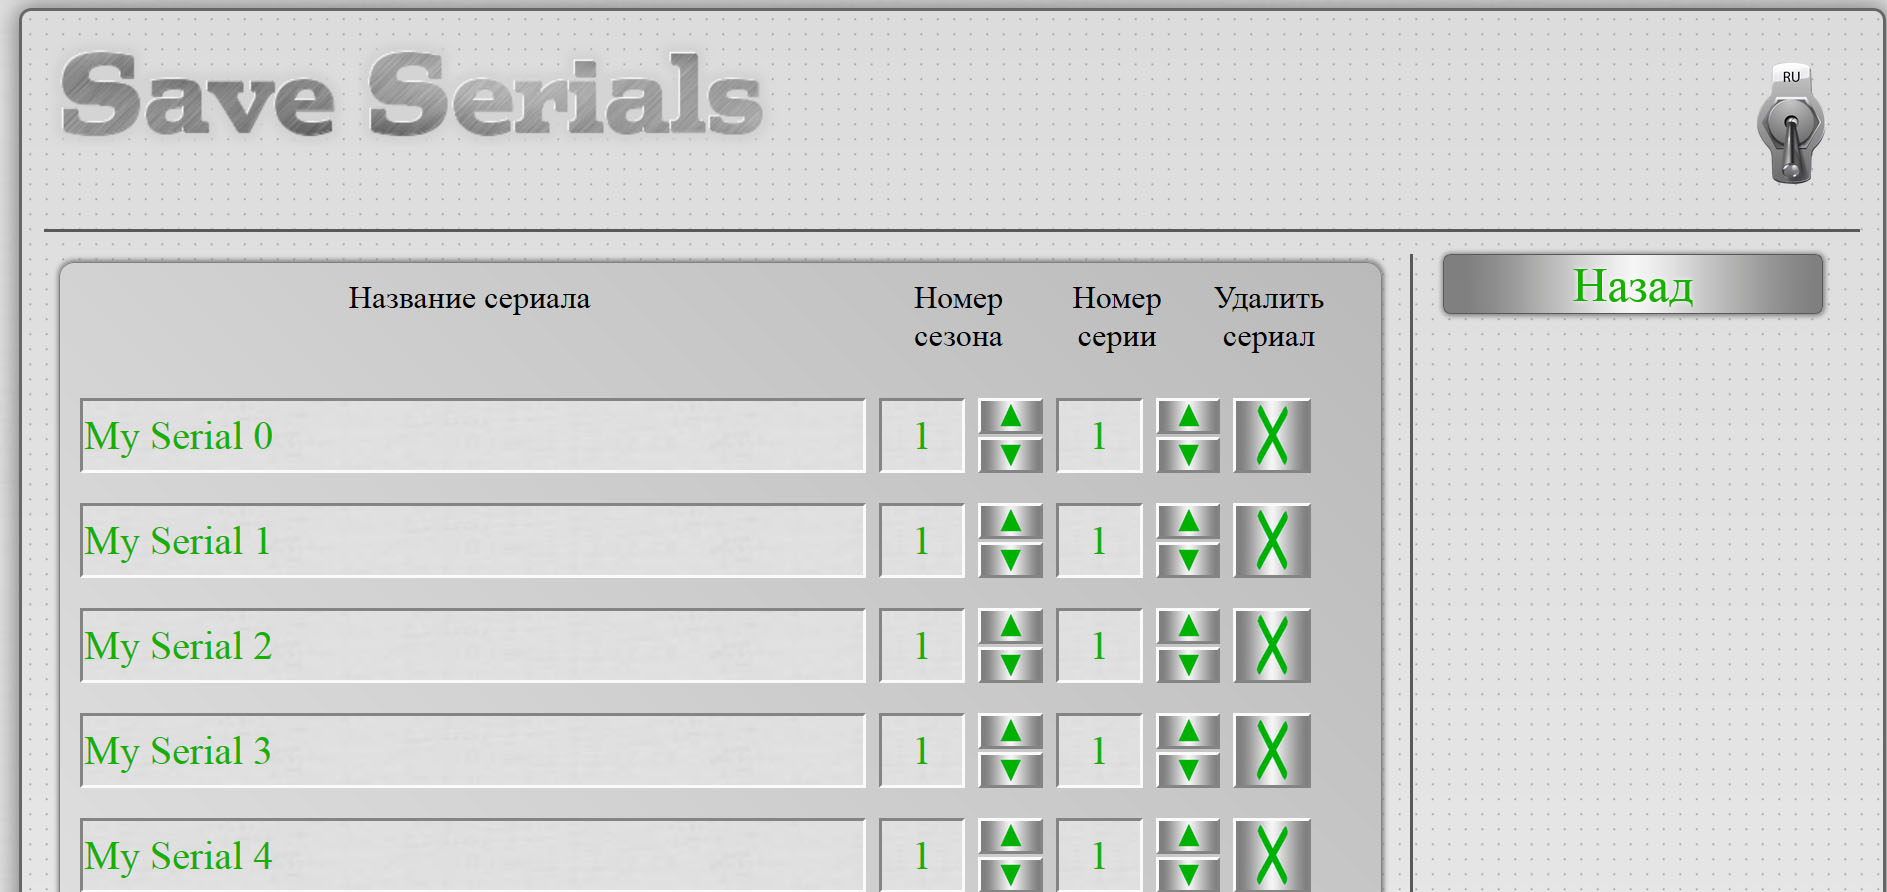 Save Serials
RU
Название сериала
Номер
сезона
Номер
серии
Удалить
сериал
Назад
My Serial 0 1 1 X
My Serial 1 1 1 X
My Serial 2 1 1 X
My Serial 3 1 1 X
My Serial 4 1 1 X